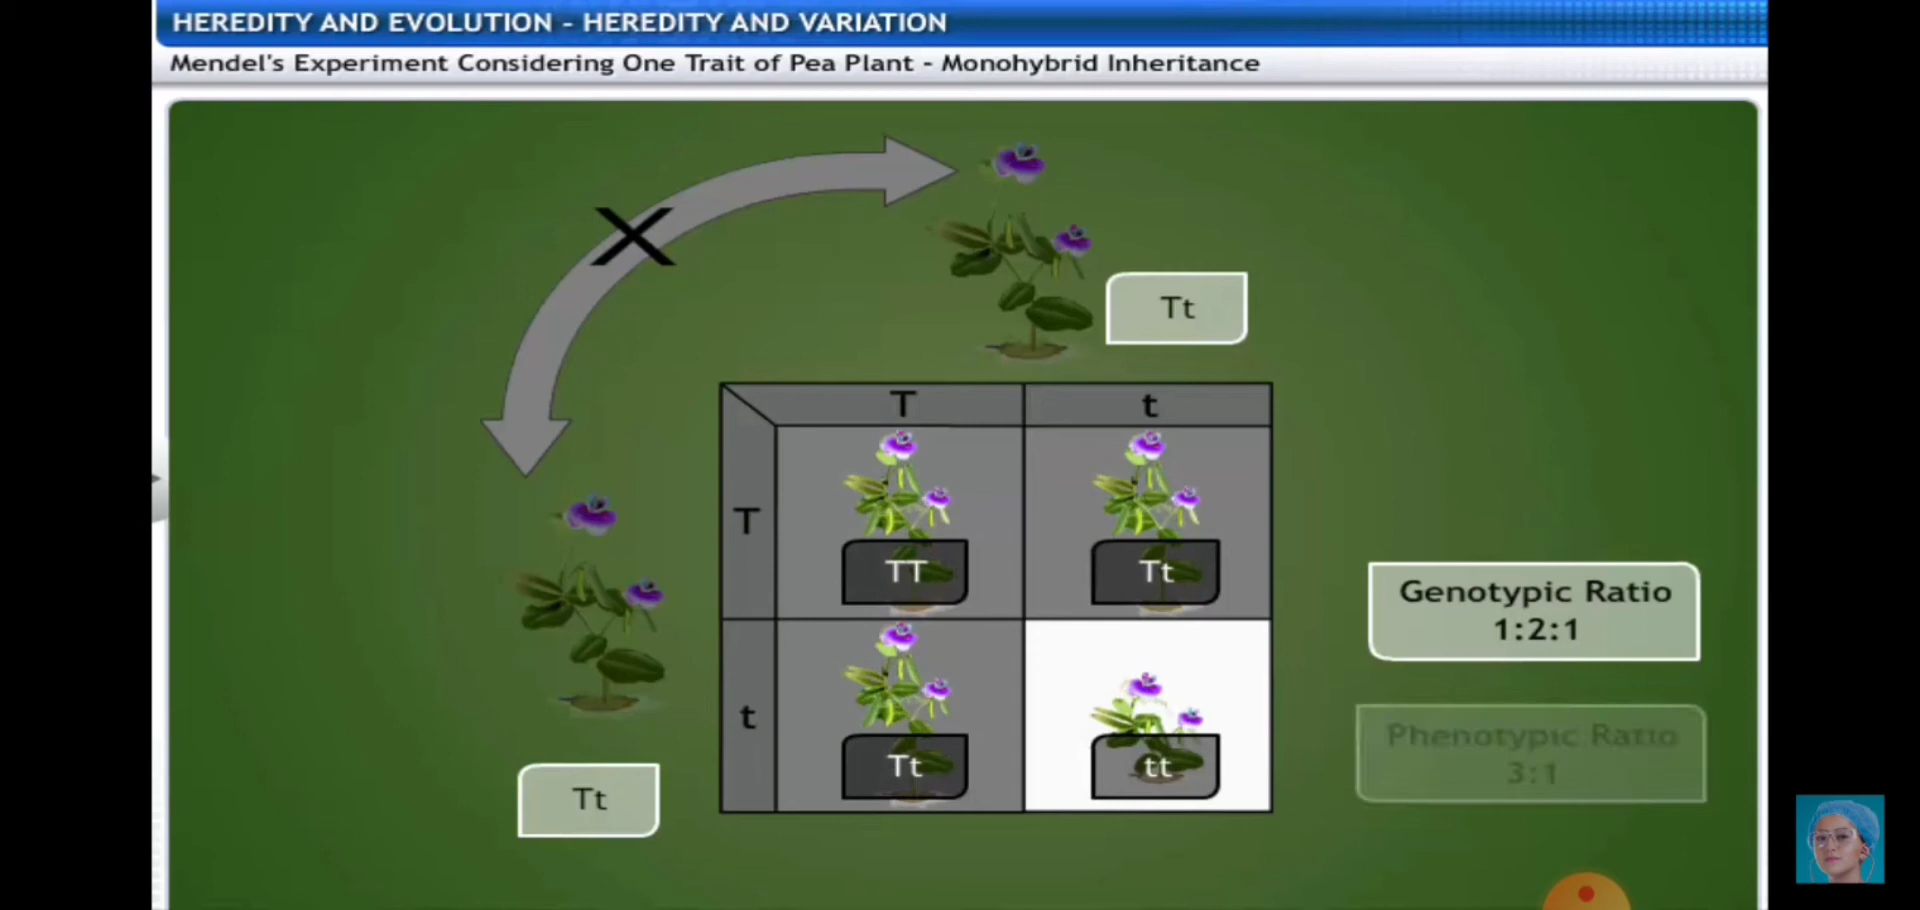 HEREDITY AND EVOLUTION - HEREDITY AND VARIATION
Mendel's Experiment Considering One Trait of Pea Plant - Monohybrid Inheritance
Tt
T t
T
TT Tt
Genotypic Ratio
1:2:1
t
Tt tt
Phenotypic Ratio
3:1
Tt